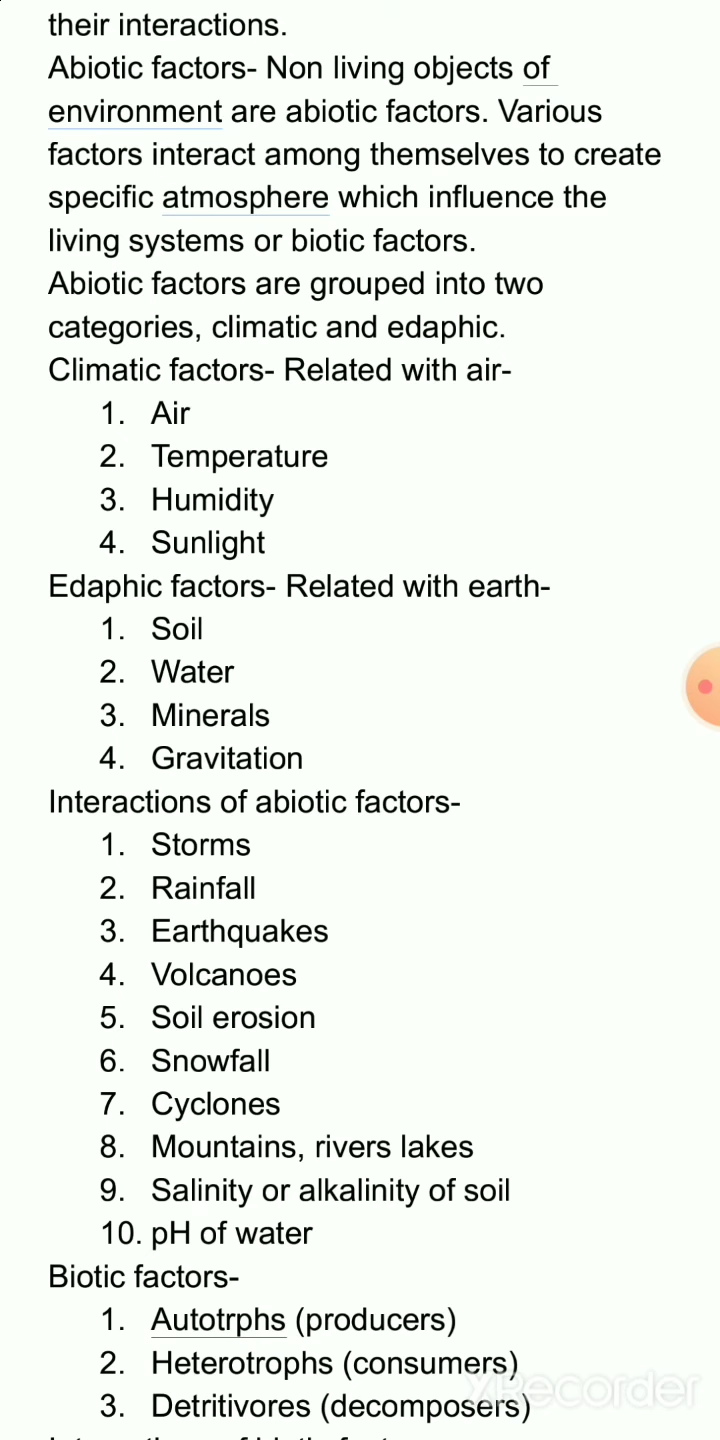 their interactions.
Abiotic factors- Non living objects of
environment are abiotic factors. Various
factors interact among themselves to create
specific atmosphere which influence the
living systems or biotic factors.
Abiotic factors are grouped into two
categories, climatic and edaphic.
Climatic factors- Related with air-
1. Air
2. Temperature
3. Humidity
4. Sunlight
Edaphic factors- Related with earth-
1. Soil
2. Water
3. Minerals
4. Gravitation
Interactions of abiotic factors-
1. Storms
2. Rainfall
3. Earthquakes
4. Volcanoes
5. Soil erosion
6. Snowfall
7. Cyclones
8. Mountains, rivers lakes
9. Salinity or alkalinity of soil
10. pH of water
Biotic factors-
1. Autotrphs (producers)
2. Heterotrophs (consumers)
3. Detritivores (decomposers)
XRecorder